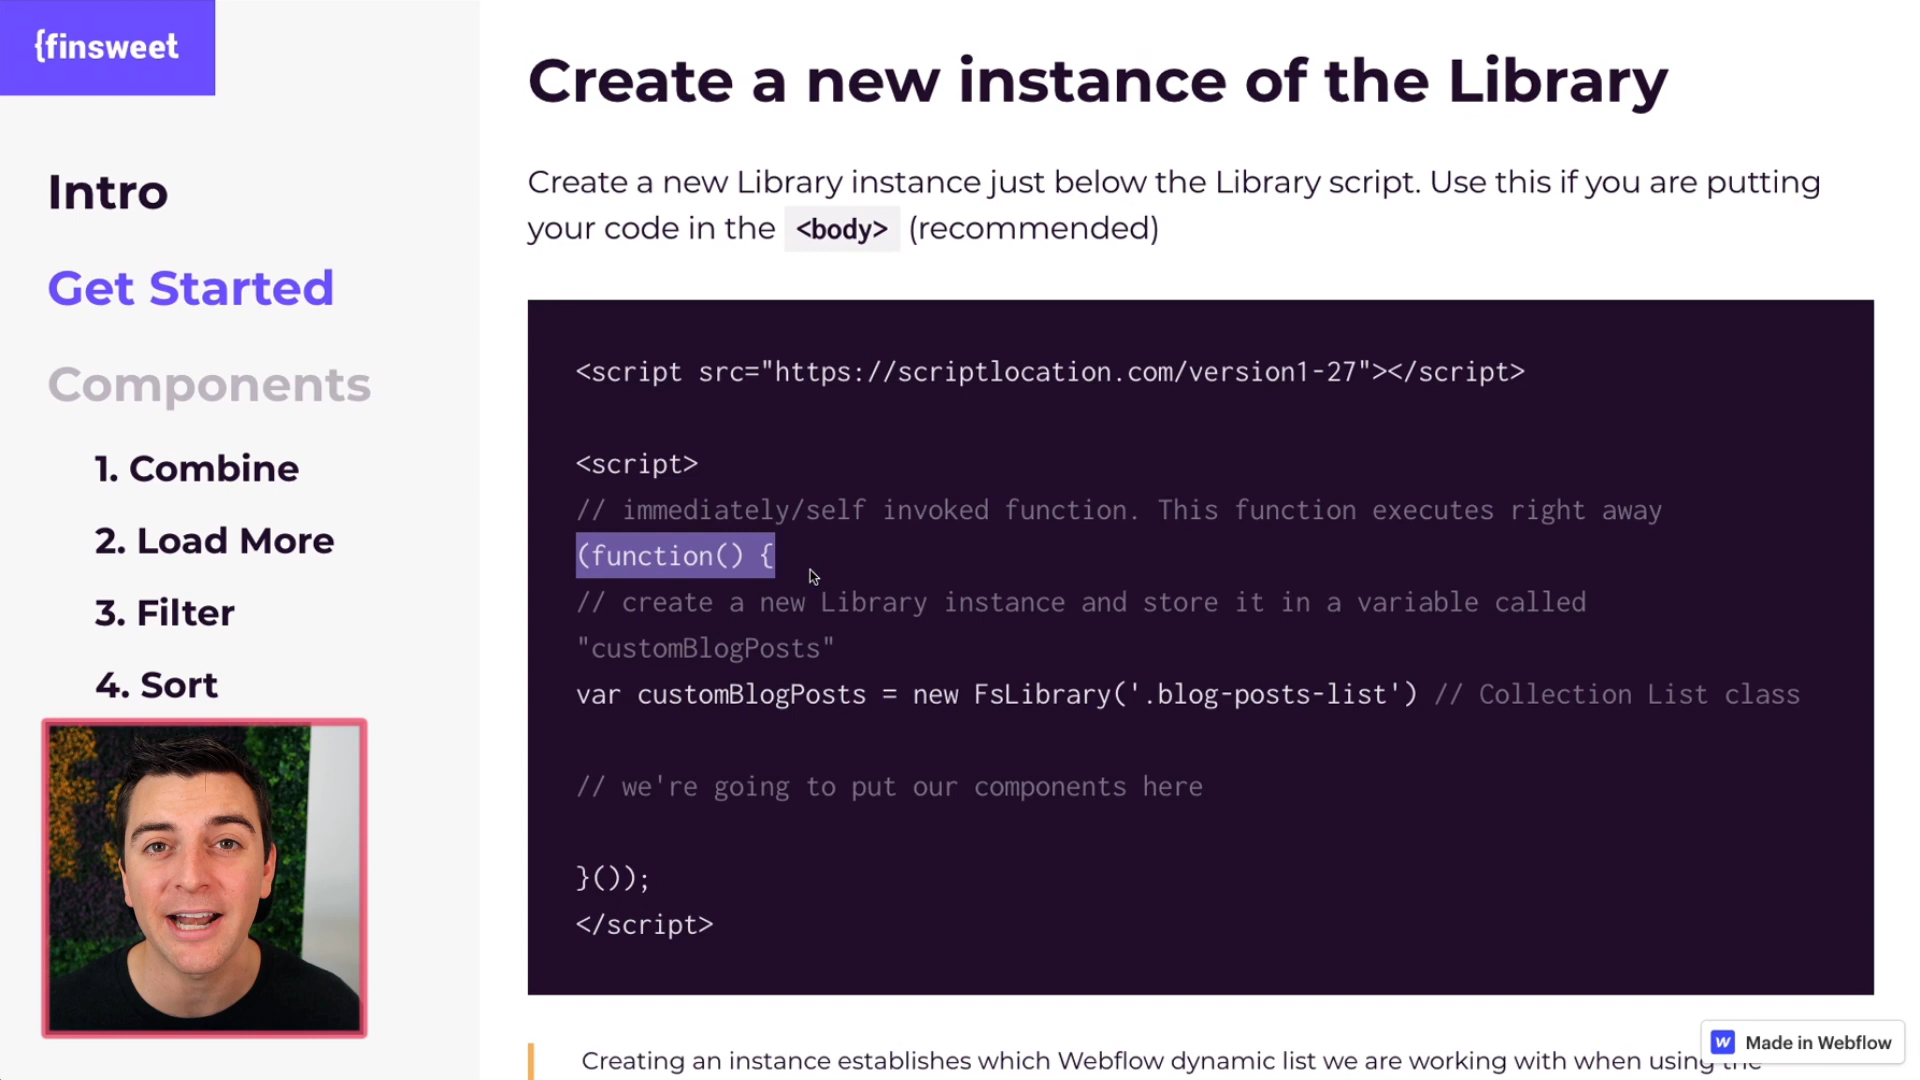 {finsweet
Intro
Get Started
Components
1. Combine
2. Load More
3. Filter
4. Sort
Create a new instance of the Library
Create a new Library instance just below the Library script. Use this if you are putting
your code in the <body> (recommended)
<script src="https://scriptlocation.com/version1-27"></script>
<script>
// immediately/self invoked function. This function executes right away
(function() {
// create a new Library instance and store it in a variable called
"customBlogPosts"
var customBlogPosts = new FsLibrary('.blog-posts-list') // Collection List class
// we're going to put our components here
}());
</script>
Creating an instance establishes which Webflow dynamic list we are working with when using the
W Made in Webflow